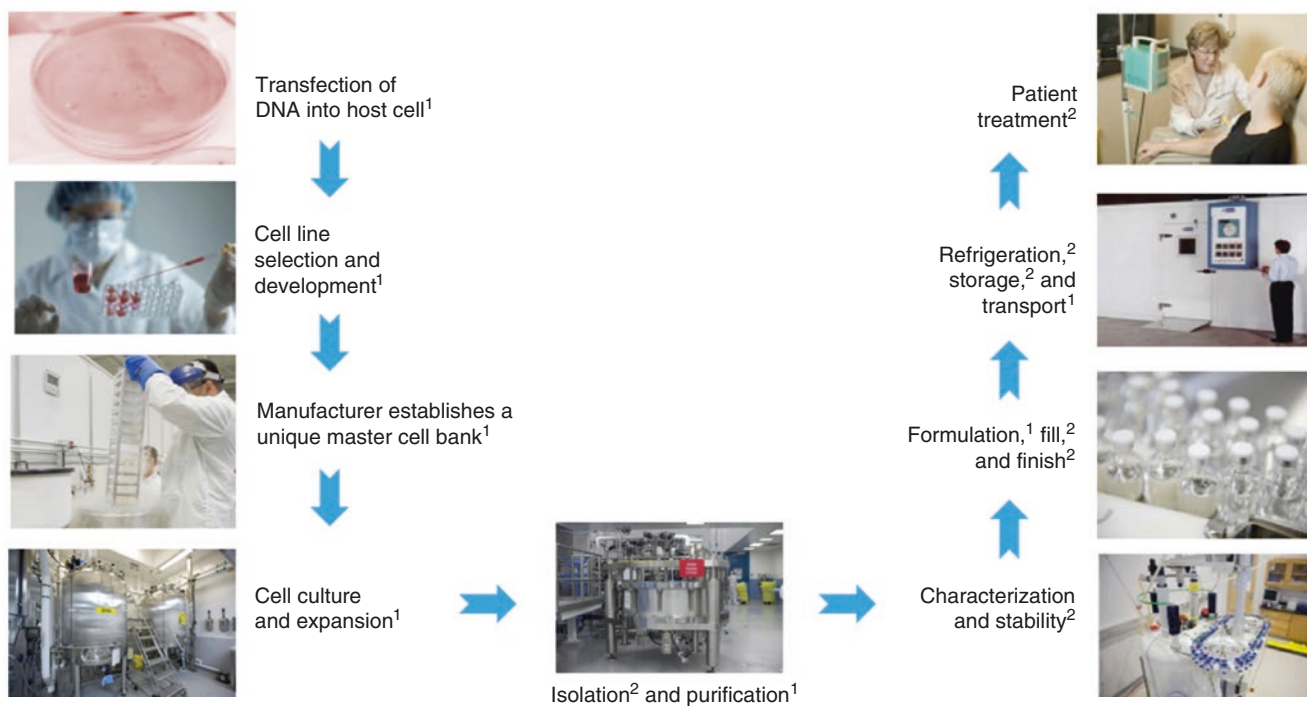 Transfection of
DNA into host cell¹
Cell line
selection and
development¹
Manufacturer establishes a
unique master cell bank¹
Cell culture
and expansion¹
Isolation² and purification¹
Characterization
and stability²
Formulation,¹ fill,²
and finish²
Refrigeration,²
storage,² and
transport¹
Patient
treatment²